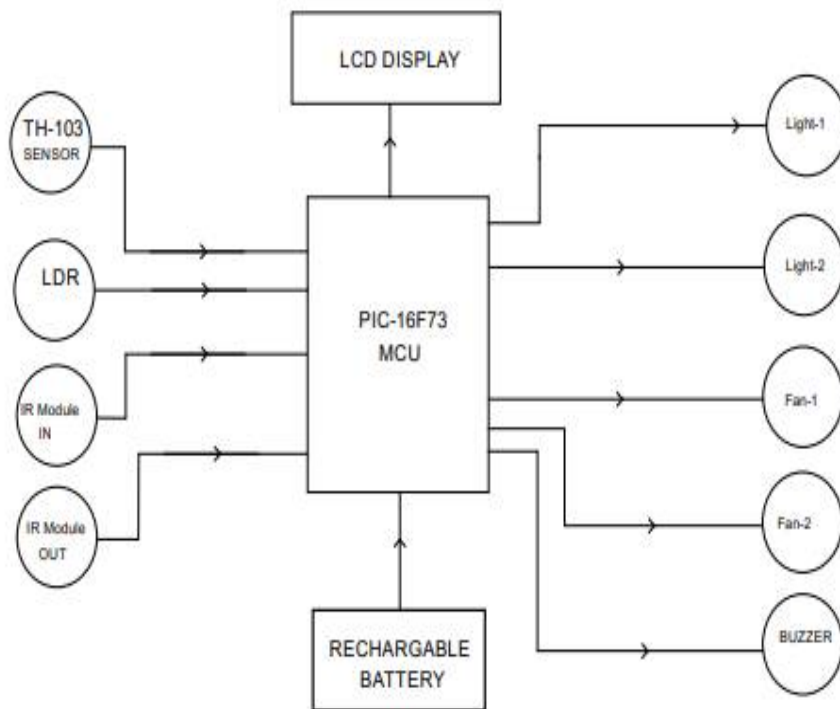 LCD DISPLAY
TH-103
SENSOR
Light-1
LDR
Light-2
PIC-16F73
MCU
IR Module
IN
Fan-1
IR Module
OUT
Fan-2
RECHARGABLE
BATTERY
BUZZER